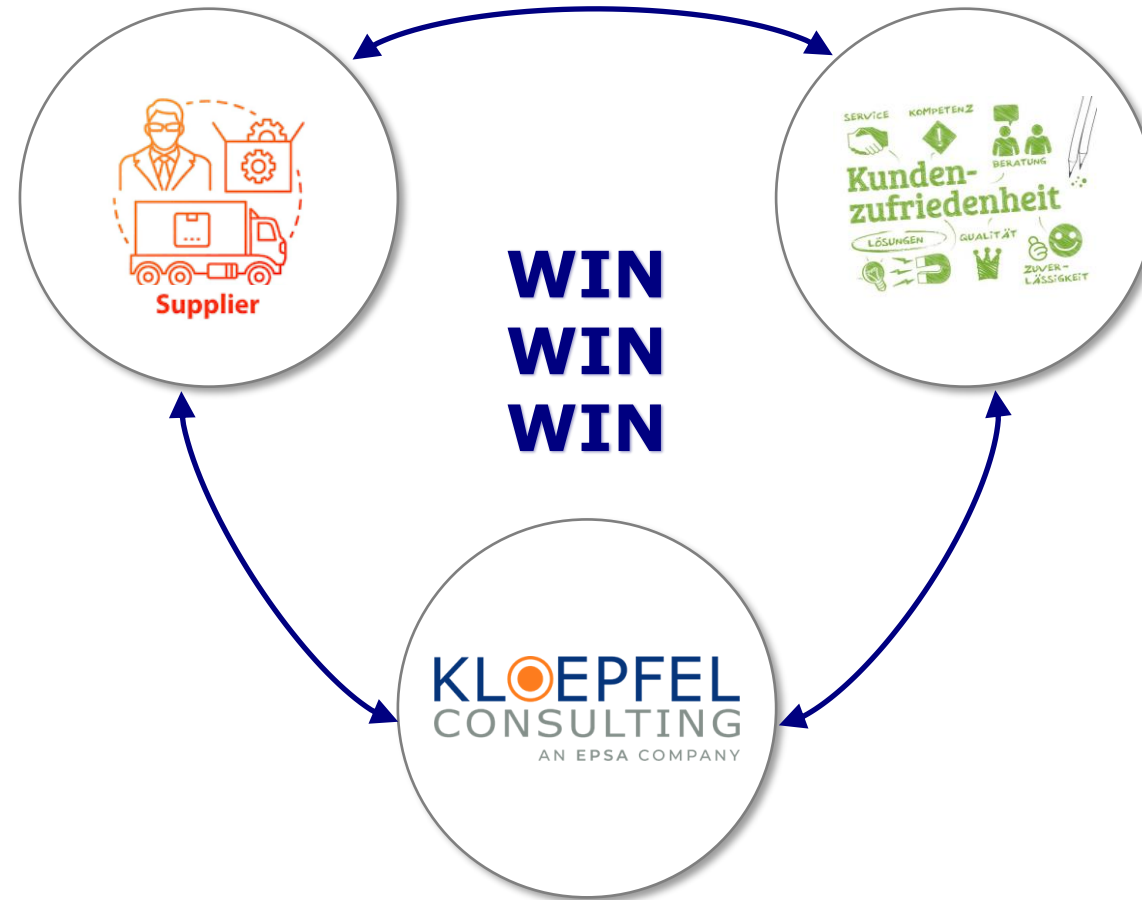 Supplier
SERVICE
KOMPETENZ
BERATUNG
Kunden-
zufriedenheit
LÖSUNGEN
QUALITÄT
ZUVER-
LÄSSIGKEIT
WIN
WIN
WIN
KLOEPFEL
CONSULTING
AN EPSA COMPANY